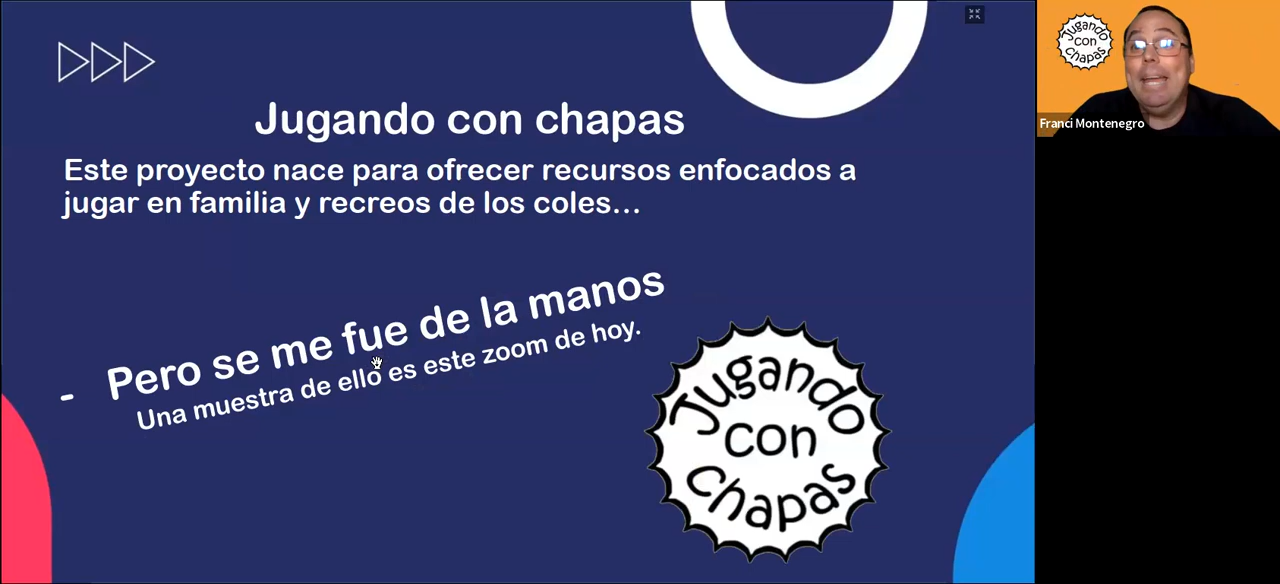 Jugando con chapas
Este proyecto nace para ofrecer recursos enfocados a
jugar en familia y recreos de los coles...
- Pero se me fue de la manos
Una muestra de ello es este zoom de hoy.
Jugando
con
chapas
Jugando
con
chapas
Franci Montenegro